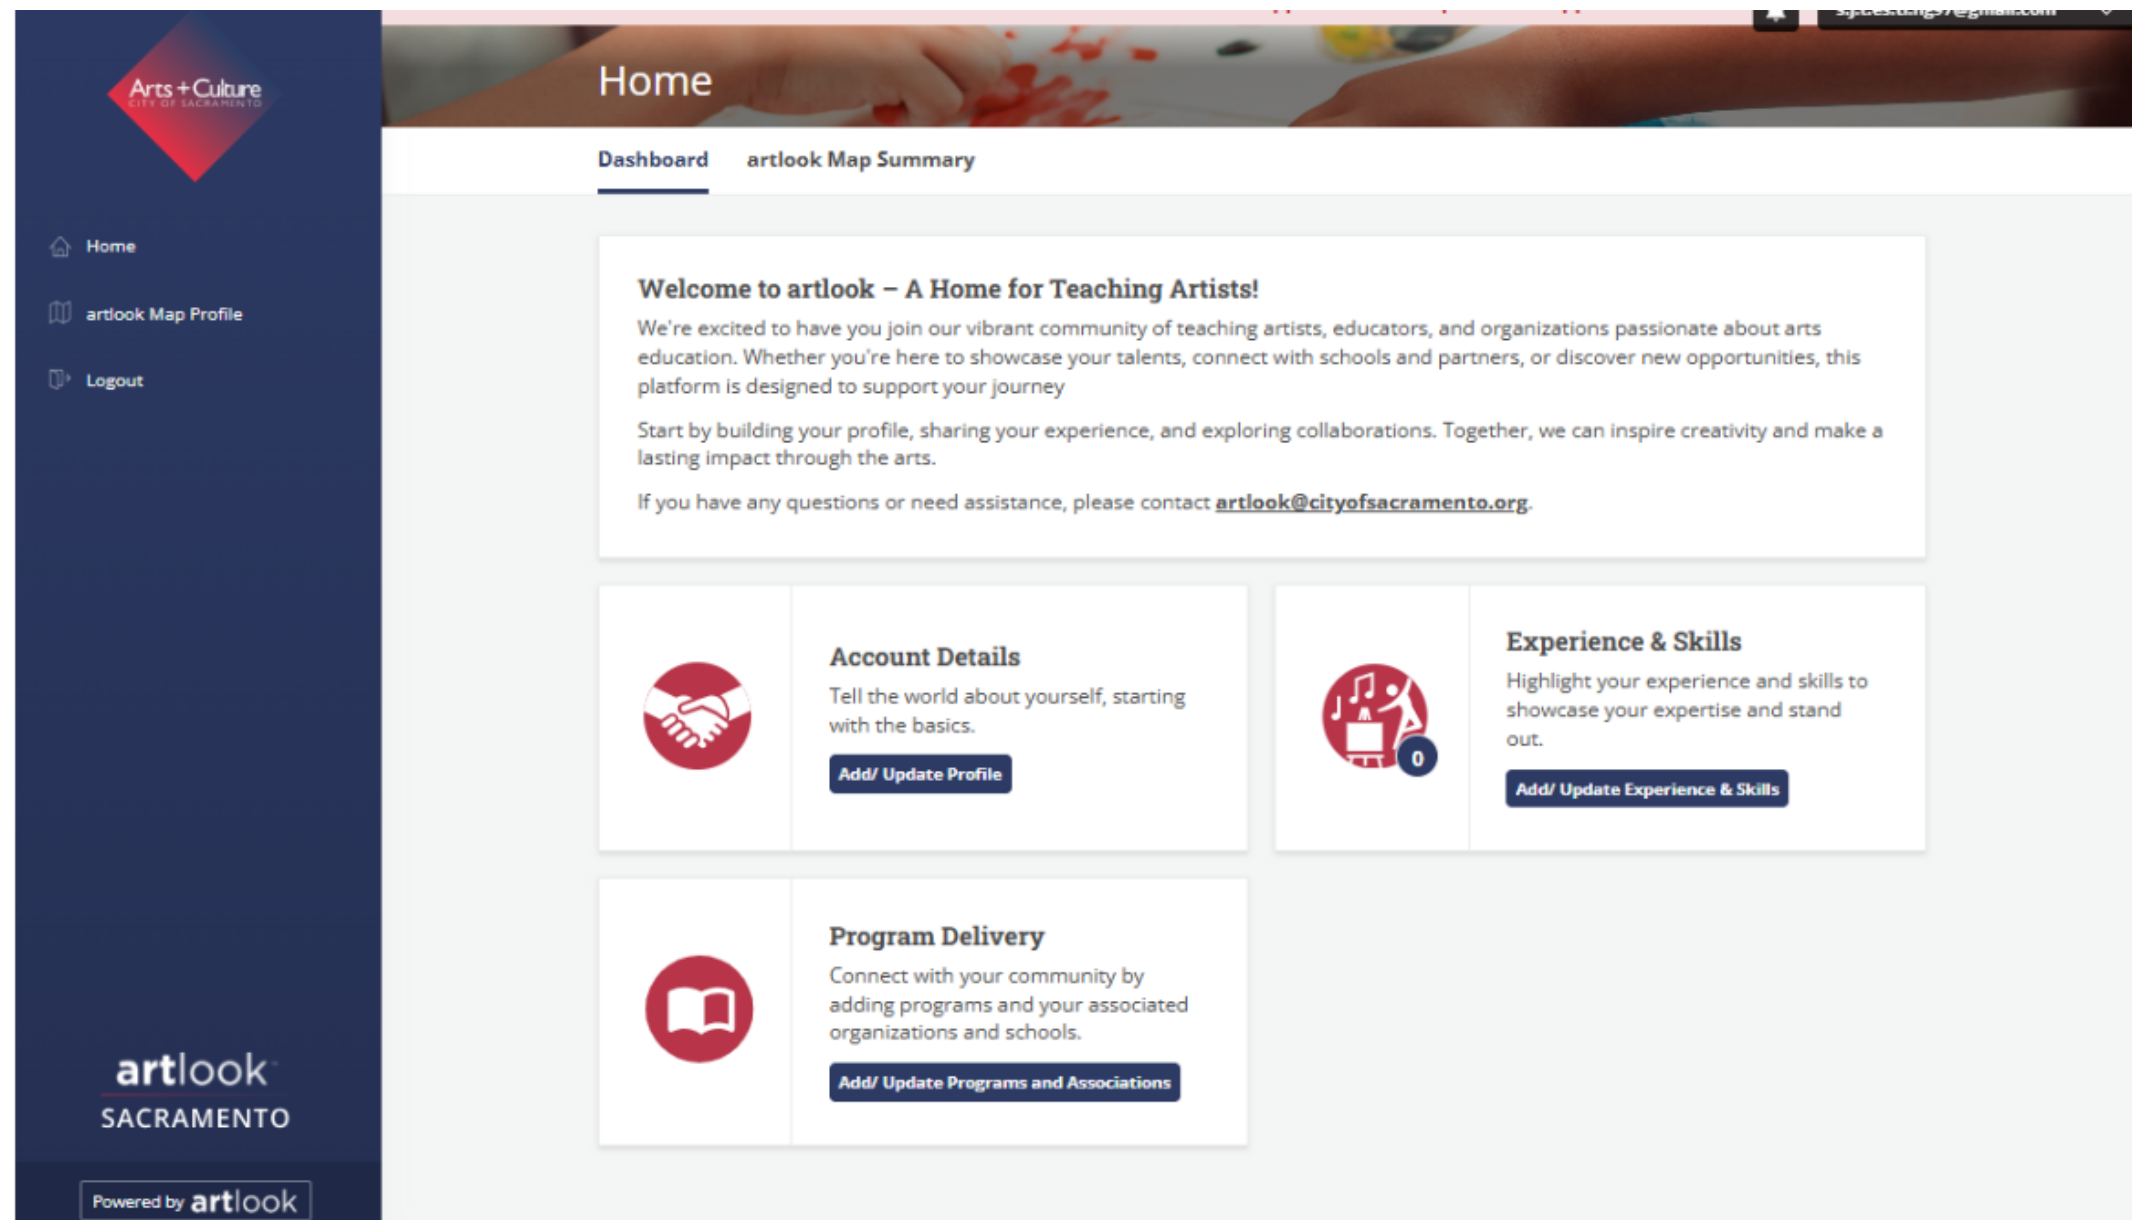 Arts + Culture
CITY OF SACRAMENTO
Home
artlook Map Profile
Logout
artlook
SACRAMENTO
Powered by artlook
Home
Dashboard
artlook Map Summary
Welcome to artlook – A Home for Teaching Artists!
We're excited to have you join our vibrant community of teaching artists, educators, and organizations passionate about arts
education. Whether you're here to showcase your talents, connect with schools and partners, or discover new opportunities, this
platform is designed to support your journey
Start by building your profile, sharing your experience, and exploring collaborations. Together, we can inspire creativity and make a
lasting impact through the arts.
If you have any questions or need assistance, please contact artlook@cityofsacramento.org.
Account Details
Tell the world about yourself, starting
with the basics.
Add/ Update Profile
0
Experience & Skills
Highlight your experience and skills to
showcase your expertise and stand
out.
Add/ Update Experience & Skills
Program Delivery
Connect with your community by
adding programs and your associated
organizations and schools.
Add/ Update Programs and Associations